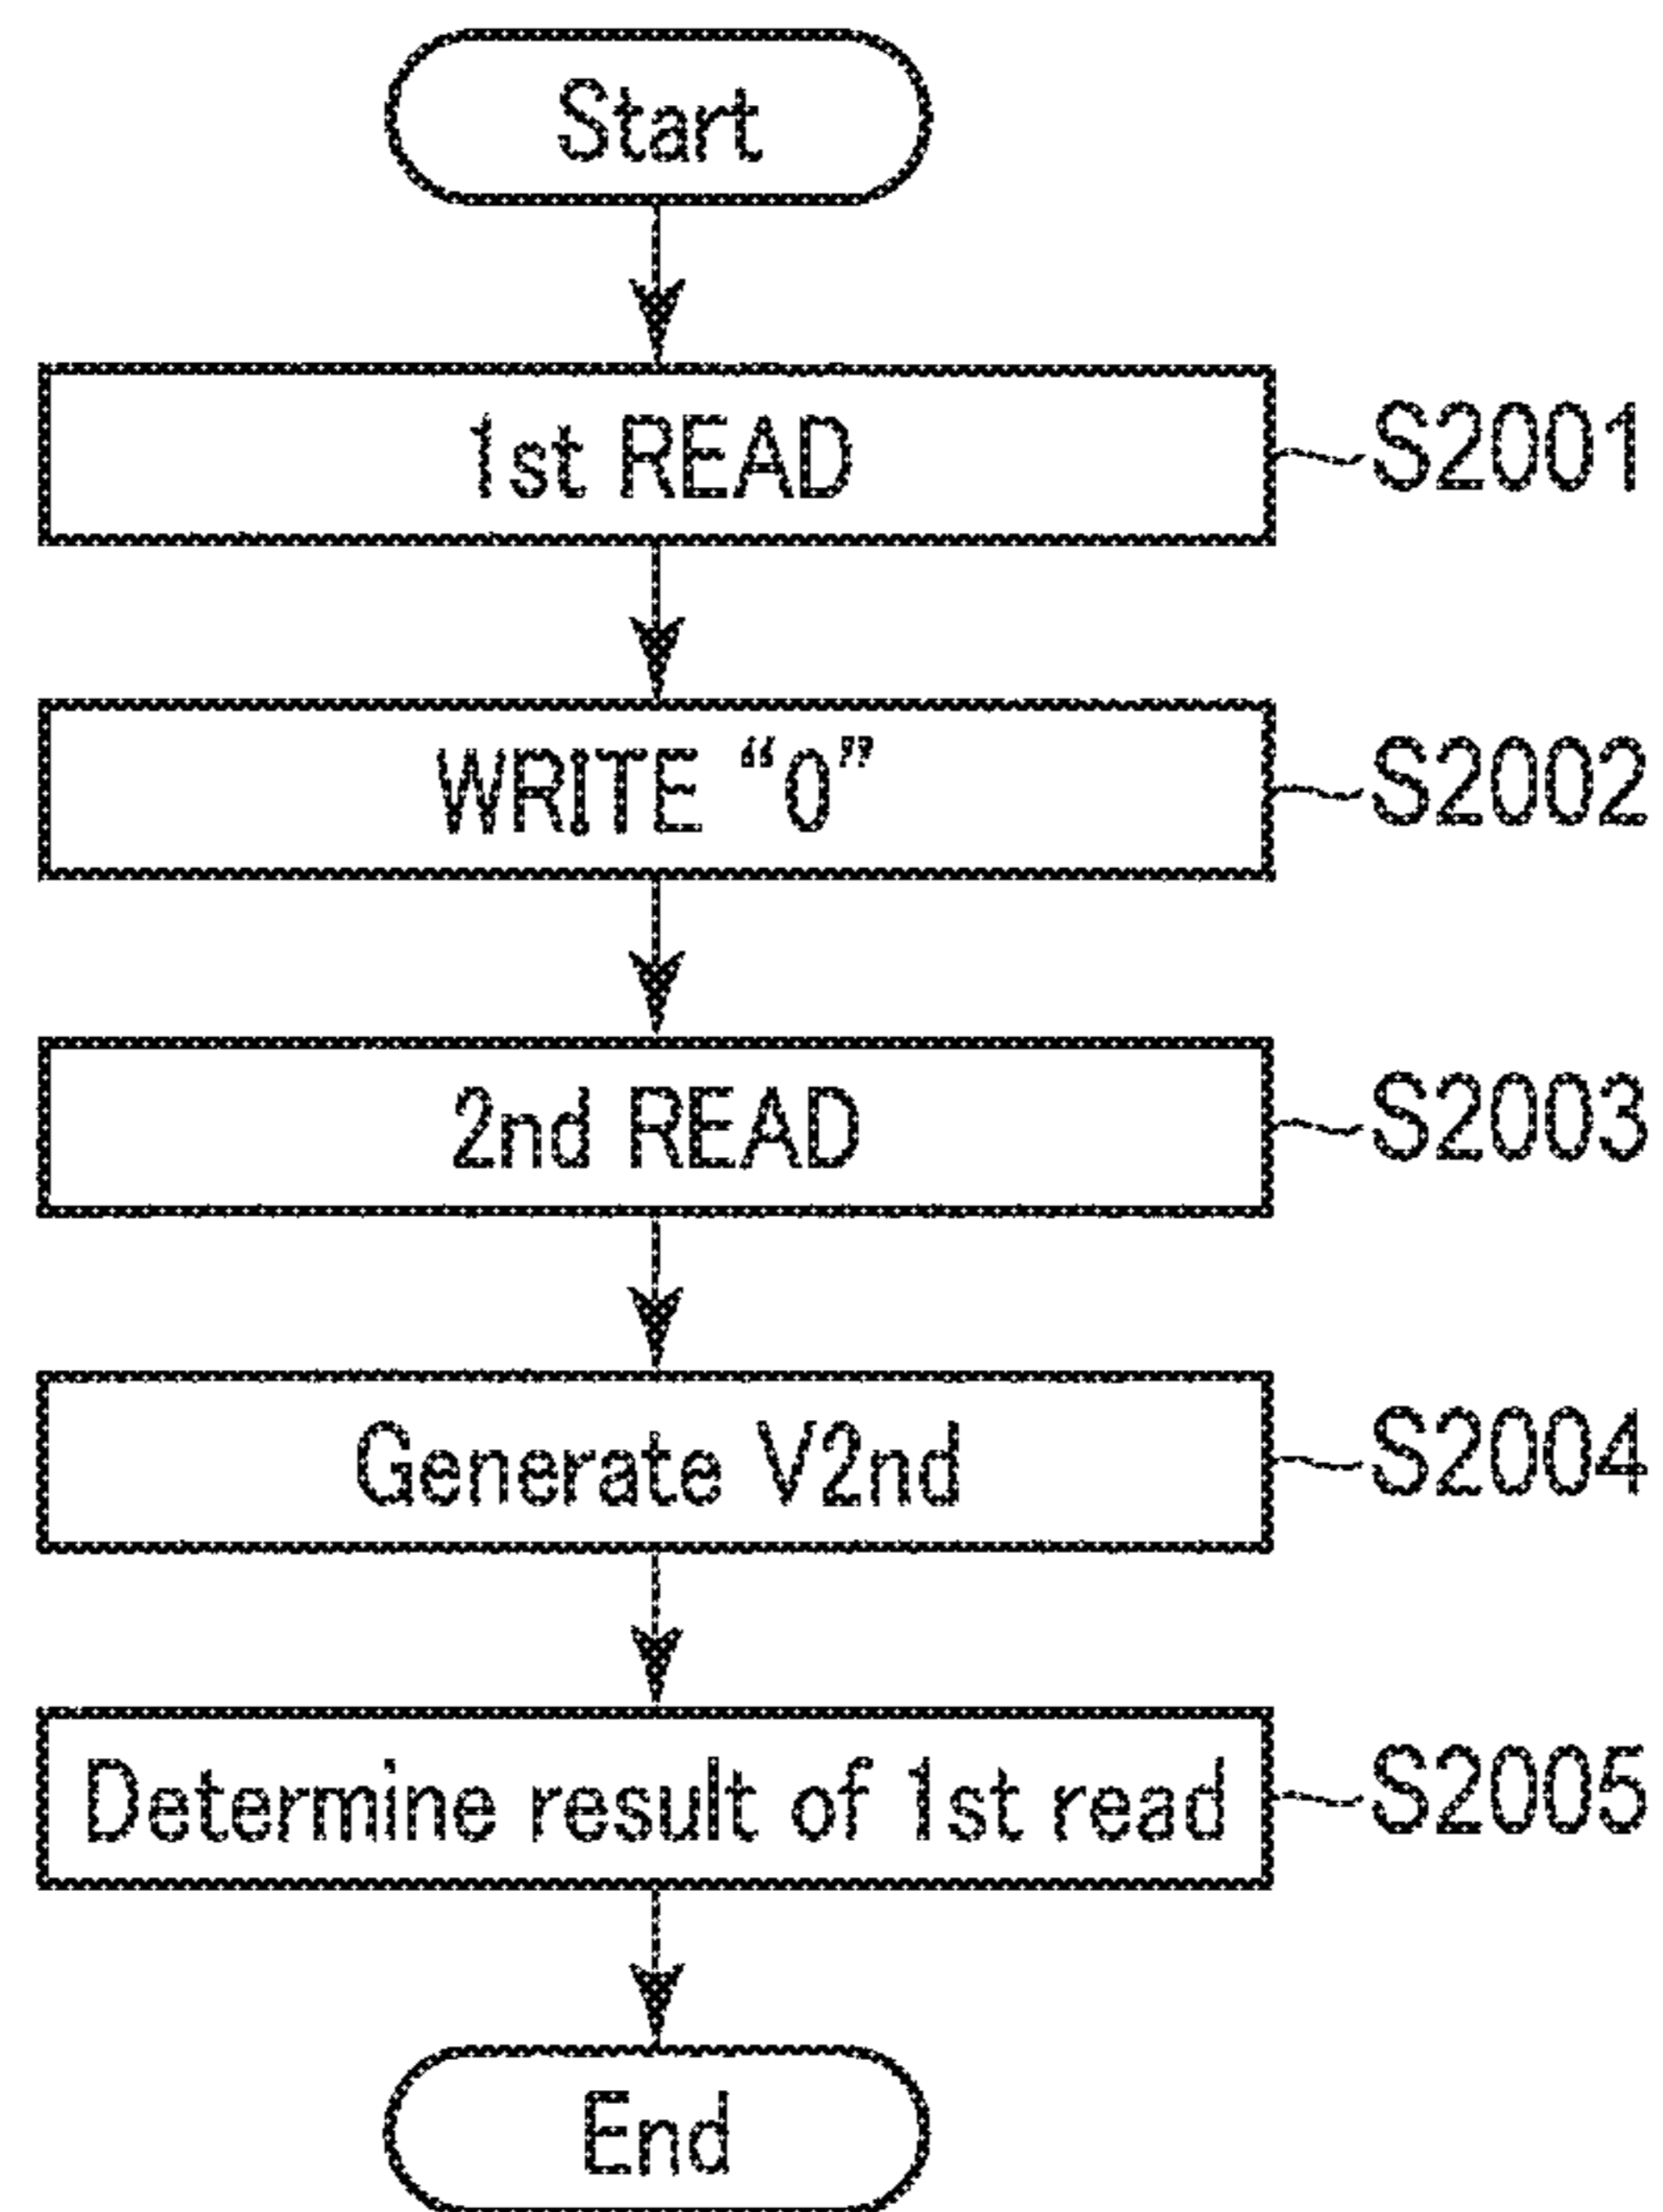 Start
1st READ
S2001
WRITE “0”
S2002
2nd READ
S2003
Generate V2nd
S2004
Determine result of 1st read
S2005
End